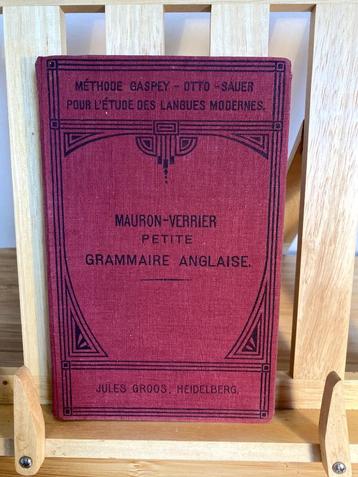 MÉTHODE GASPEY - OTTO - SAUER
POUR L'ÉTUDE DES LANGUES MODERNES.
MAURON-VERRIER
PETITE
GRAMMAIRE ANGLAISE.
JULES GROOS, HEIDELBERG.